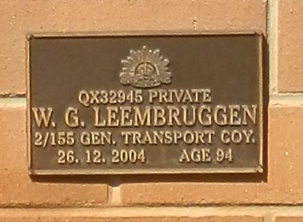 QX32945 PRIVATE
W. G. LEEMBRUGGEN
2/155 GEN. TRANSPORT COY.
26. 12. 2004 AGE 94